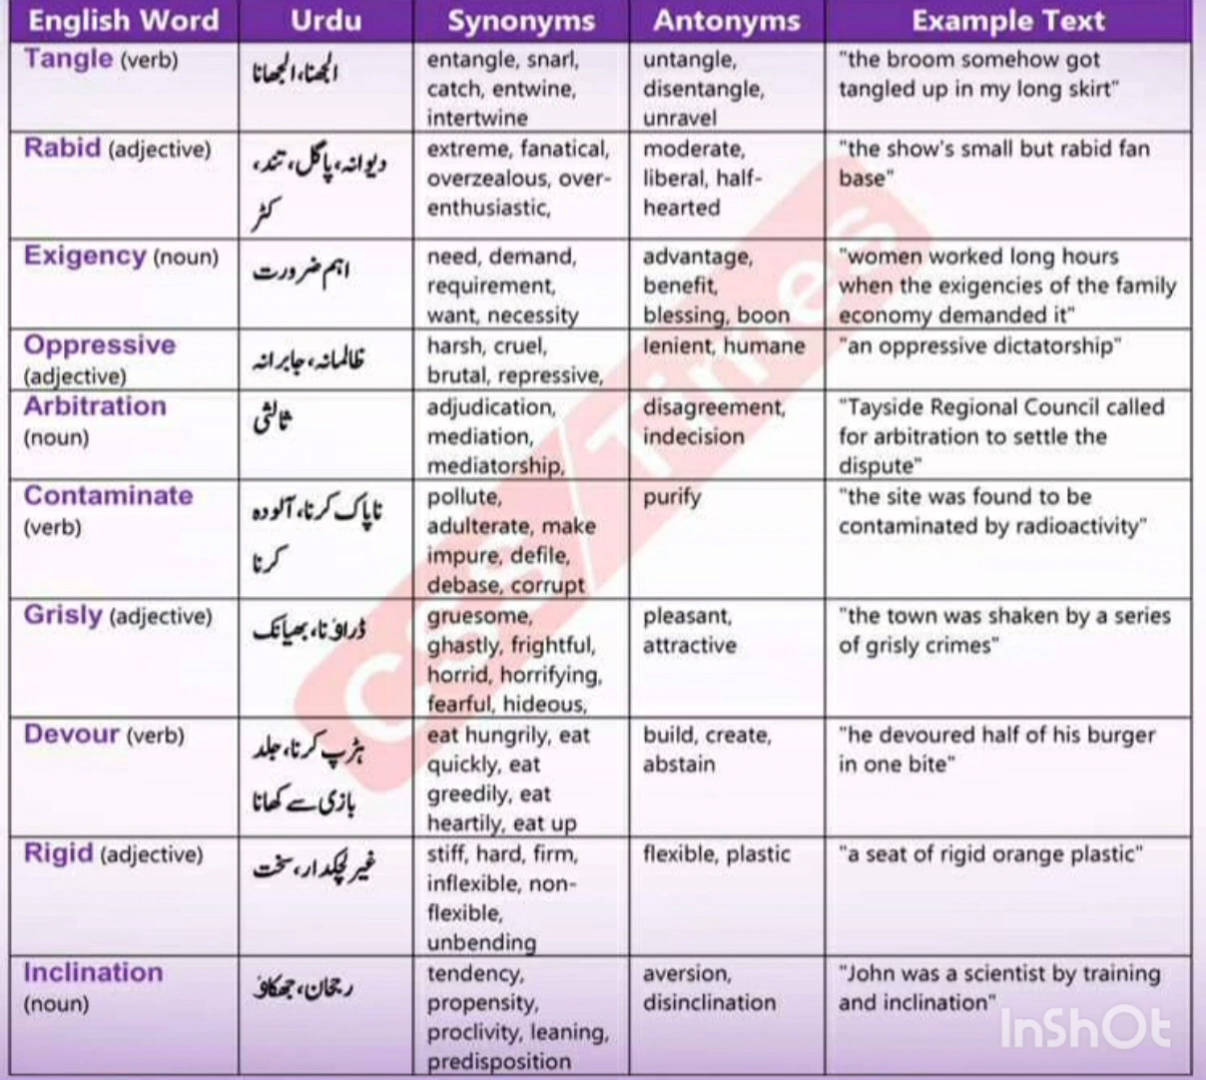 English Word Urdu Synonyms Antonyms Example Text
Tangle (verb)
الجھنا، الجھانا
entangle, snarl,
catch, entwine,
intertwine
untangle,
disentangle,
unravel
"the broom somehow got
tangled up in my long skirt"
Rabid (adjective)
دیوانہ، پاگل، تند،
کٹر
extreme, fanatical,
overzealous, over-
enthusiastic,
moderate,
liberal, half-
hearted
"the show's small but rabid fan
base"
Exigency (noun)
اہم ضرورت
need, demand,
requirement,
want, necessity
advantage,
benefit,
blessing, boon
"women worked long hours
when the exigencies of the family
economy demanded it"
Oppressive
(adjective)
ظالمانہ، جابرانہ
harsh, cruel,
brutal, repressive,
lenient, humane
"an oppressive dictatorship"
Arbitration
(noun)
ثالثی
adjudication,
mediation,
mediatorship,
disagreement,
indecision
"Tayside Regional Council called
for arbitration to settle the
dispute"
Contaminate
(verb)
ناپاک کرنا، آلودہ
کرنا
pollute,
adulterate, make
impure, defile,
debase, corrupt
purify
"the site was found to be
contaminated by radioactivity"
Grisly (adjective)
ڈراؤنا، بھیانک
gruesome,
ghastly, frightful,
horrid, horrifying,
fearful, hideous,
pleasant,
attractive
"the town was shaken by a series
of grisly crimes"
Devour (verb)
ہڑپ کرنا، جلد
بازی سے کھانا
eat hungrily, eat
quickly, eat
greedily, eat
heartily, eat up
build, create,
abstain
"he devoured half of his burger
in one bite"
Rigid (adjective)
غیر لچکدار، سخت
stiff, hard, firm,
inflexible, non-
flexible,
unbending
flexible, plastic
"a seat of rigid orange plastic"
Inclination
(noun)
رجحان، جھکاؤ
tendency,
propensity,
proclivity, leaning,
predisposition
aversion,
disinclination
"John was a scientist by training
and inclination"
CSS Times
InShOt